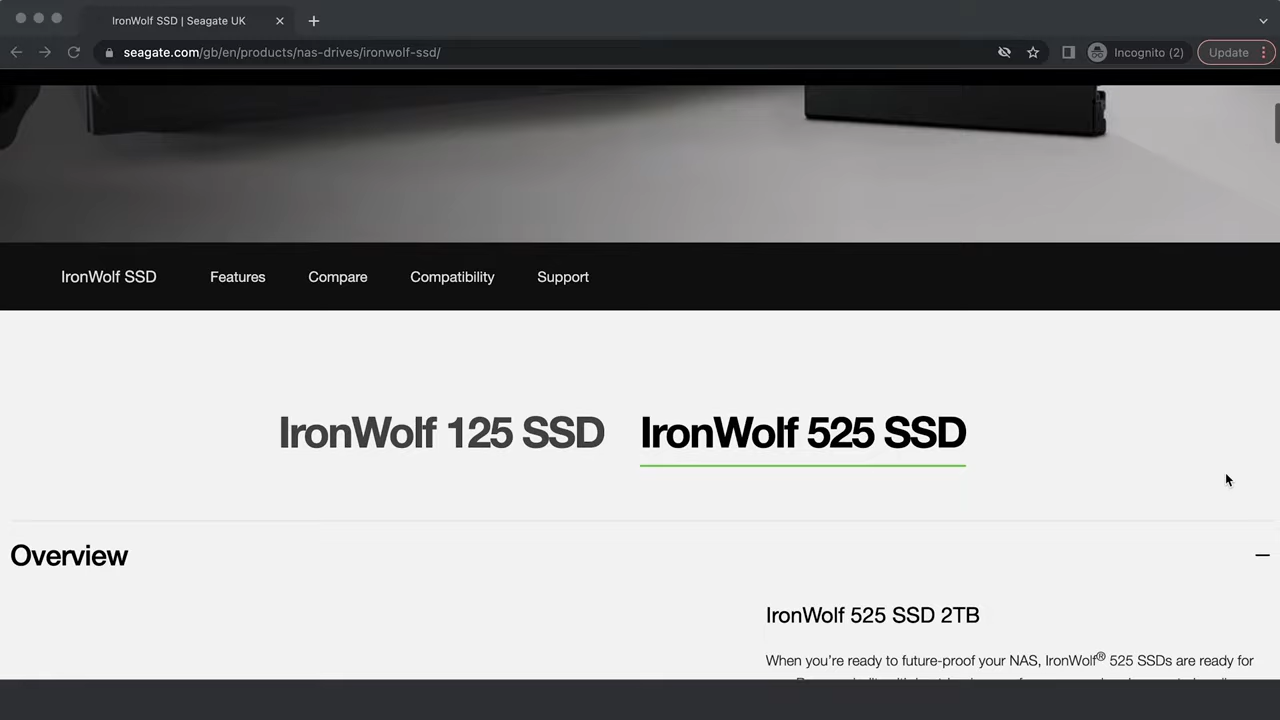 IronWolf SSD | Seagate UK
seagate.com/gb/en/products/nas-drives/ironwolf-ssd/
Incognito (2)
Update
IronWolf SSD
Features
Compare
Compatibility
Support
IronWolf 125 SSD
IronWolf 525 SSD
Overview
IronWolf 525 SSD 2TB
When you're ready to future-proof your NAS, IronWolf® 525 SSDs are ready for